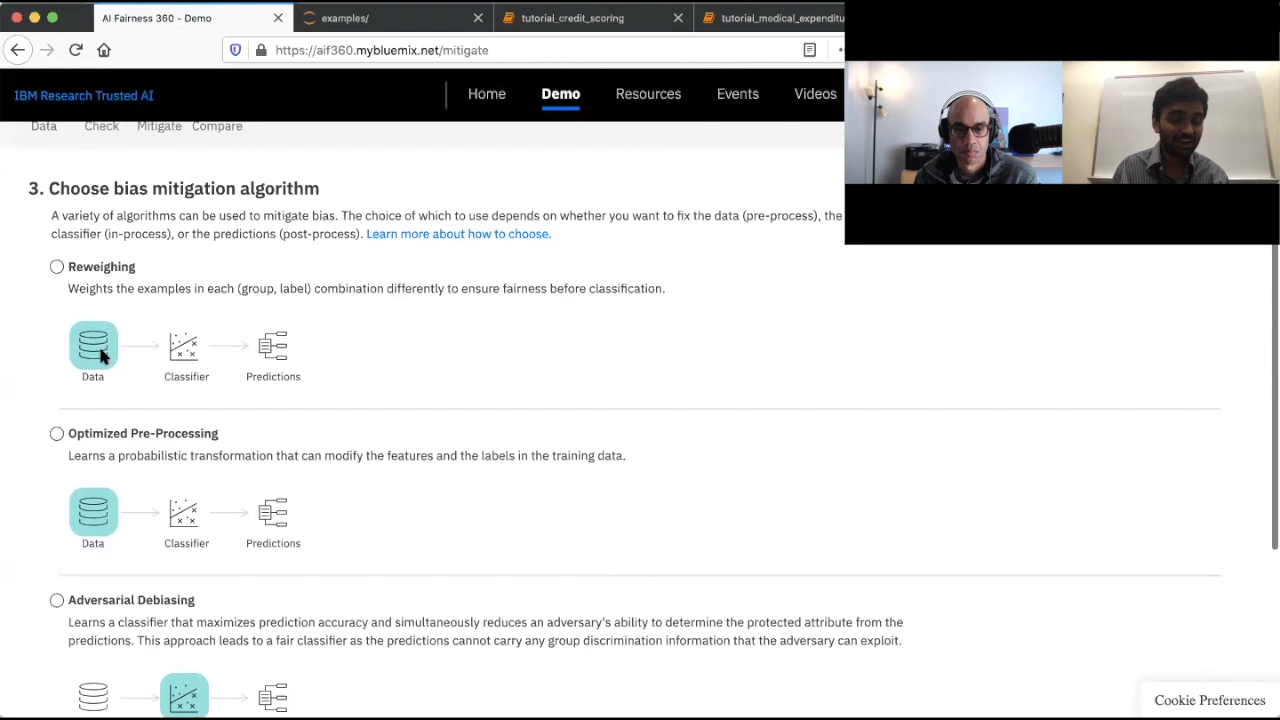 AI Fairness 360 - Demo
examples/
tutorial_credit_scoring
tutorial_medical_expenditu
https://aif360.mybluemix.net/mitigate
IBM Research Trusted AI
Home
Demo
Resources
Events
Videos
Data
Check
Mitigate
Compare
3. Choose bias mitigation algorithm
A variety of algorithms can be used to mitigate bias. The choice of which to use depends on whether you want to fix the data (pre-process), the
classifier (in-process), or the predictions (post-process). Learn more about how to choose.
Reweighing
Weights the examples in each (group, label) combination differently to ensure fairness before classification.
Data
Classifier
Predictions
Optimized Pre-Processing
Learns a probabilistic transformation that can modify the features and the labels in the training data.
Data
Classifier
Predictions
Adversarial Debiasing
Learns a classifier that maximizes prediction accuracy and simultaneously reduces an adversary's ability to determine the protected attribute from the
predictions. This approach leads to a fair classifier as the predictions cannot carry any group discrimination information that the adversary can exploit.
Cookie Preferences